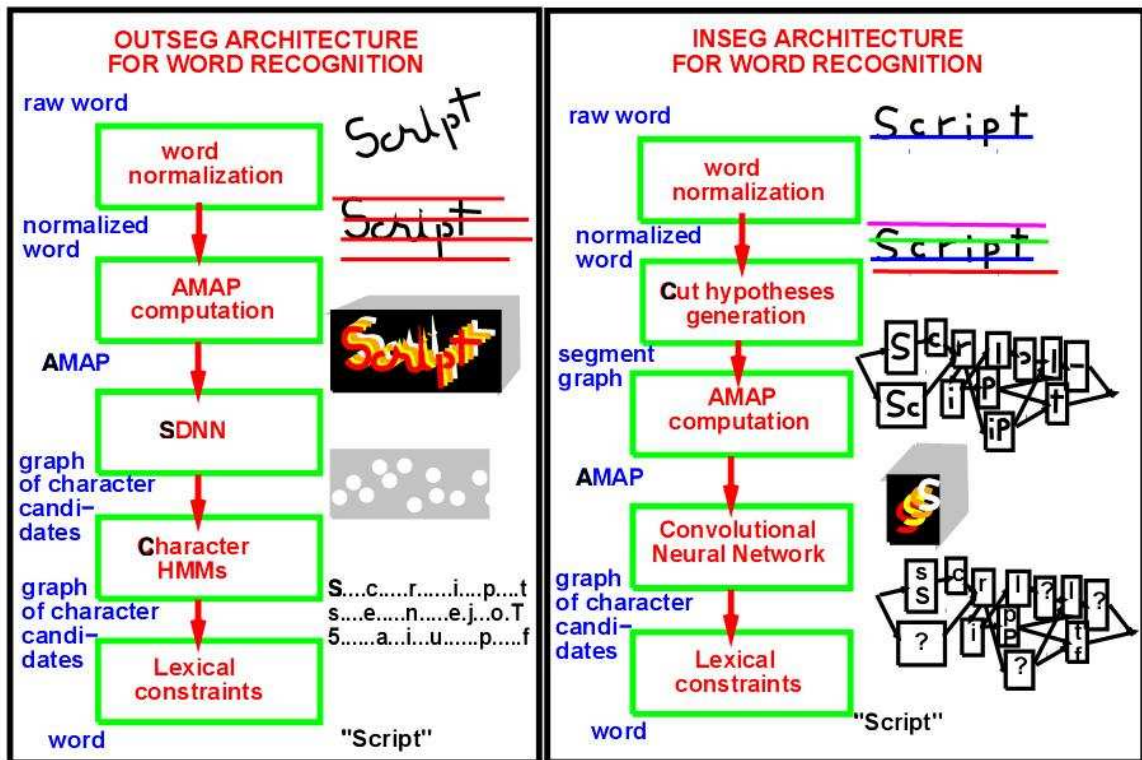 OUTSEG ARCHITECTURE
FOR WORD RECOGNITION
raw word
Script
word
normalization
normalized
word
Script
AMAP
computation
AMAP
Script
SDNN
graph
of character
candi-
dates
Character
HMMs
graph
of character
candi-
dates
S....c.....r......i....p....t
s....e....n.....e.j...o.T
5......a..i...u......p....f
Lexical
constraints
word
"Script"
INSEG ARCHITECTURE
FOR WORD RECOGNITION
raw word
Script
word
normalization
normalized
word
Script
Cut hypotheses
generation
segment
graph
S c r l l -
Sc i p t
ip
AMAP
computation
AMAP
S
Convolutional
Neural Network
graph
of character
candi-
dates
s S c r l ? l ?
? i p P t f
?
Lexical
constraints
word
"Script"